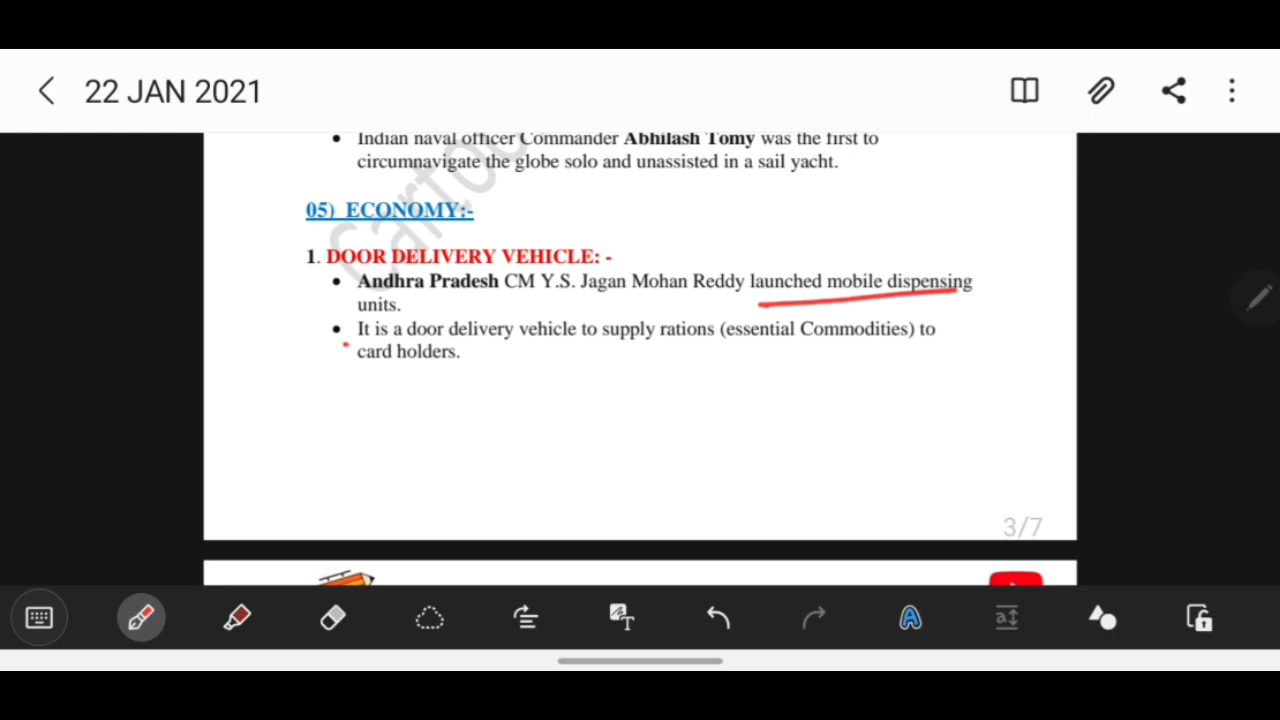 22 JAN 2021
• Indian naval officer Commander Abhilash Tomy was the first to
circumnavigate the globe solo and unassisted in a sail yacht.
05) ECONOMY:-
1. DOOR DELIVERY VEHICLE: -
• Andhra Pradesh CM Y.S. Jagan Mohan Reddy launched mobile dispensing
units.
• It is a door delivery vehicle to supply rations (essential Commodities) to
card holders.
3/7